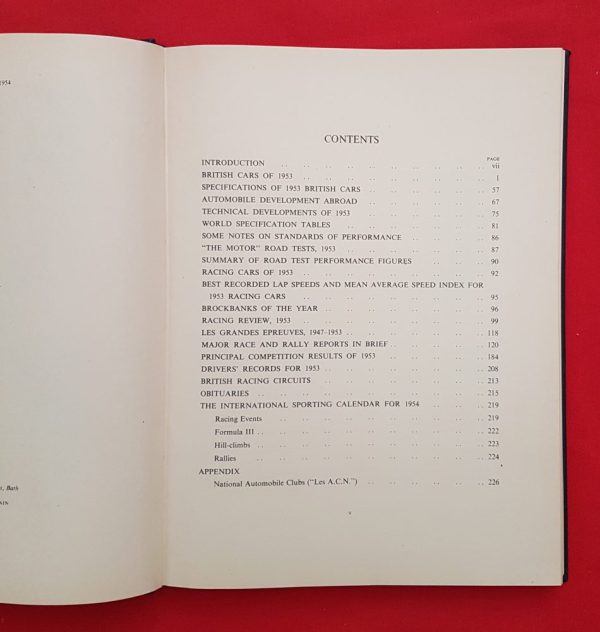 1954
, Bath
CONTENTS
PAGE
INTRODUCTION .. .. .. .. .. .. .. .. .. .. vii
BRITISH CARS OF 1953 .. .. .. .. .. .. .. .. 1
SPECIFICATIONS OF 1953 BRITISH CARS .. .. .. .. .. .. 57
AUTOMOBILE DEVELOPMENT ABROAD .. .. .. .. .. .. 67
TECHNICAL DEVELOPMENTS OF 1953 .. .. .. .. .. .. 75
WORLD SPECIFICATION TABLES .. .. .. .. .. .. .. 81
SOME NOTES ON STANDARDS OF PERFORMANCE .. .. .. .. 86
"THE MOTOR" ROAD TESTS, 1953 .. .. .. .. .. .. .. 87
SUMMARY OF ROAD TEST PERFORMANCE FIGURES .. .. .. .. 90
RACING CARS OF 1953 .. .. .. .. .. .. .. .. 92
BEST RECORDED LAP SPEEDS AND MEAN AVERAGE SPEED INDEX FOR
1953 RACING CARS .. .. .. .. .. .. .. .. 95
BROCKBANKS OF THE YEAR .. .. .. .. .. .. .. 96
RACING REVIEW, 1953 .. .. .. .. .. .. .. .. 99
LES GRANDES EPREUVES, 1947-1953 .. .. .. .. .. .. 118
MAJOR RACE AND RALLY REPORTS IN BRIEF .. .. .. .. .. 120
PRINCIPAL COMPETITION RESULTS OF 1953 .. .. .. .. .. 184
DRIVERS' RECORDS FOR 1953 .. .. .. .. .. .. .. 208
BRITISH RACING CIRCUITS .. .. .. .. .. .. .. 213
OBITUARIES .. .. .. .. .. .. .. .. .. .. 215
THE INTERNATIONAL SPORTING CALENDAR FOR 1954 .. .. .. 219
Racing Events .. .. .. .. .. .. .. .. .. 219
Formula III .. .. .. .. .. .. .. .. .. .. 222
Hill-climbs .. .. .. .. .. .. .. .. .. 223
Rallies .. .. .. .. .. .. .. .. .. .. 224
APPENDIX
National Automobile Clubs ("Les A.C.N.") .. .. .. .. .. 226
v